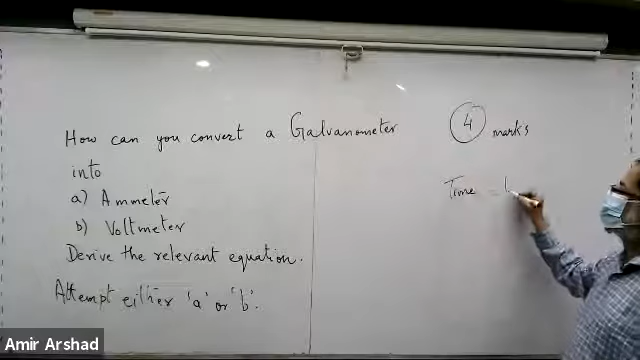 How can you convert a Galvanometer
into
a) Ammeter
b) Voltmeter
Derive the relevant equation.
Attempt either 'a' or 'b'.
4 marks
Time =
Amir Arshad